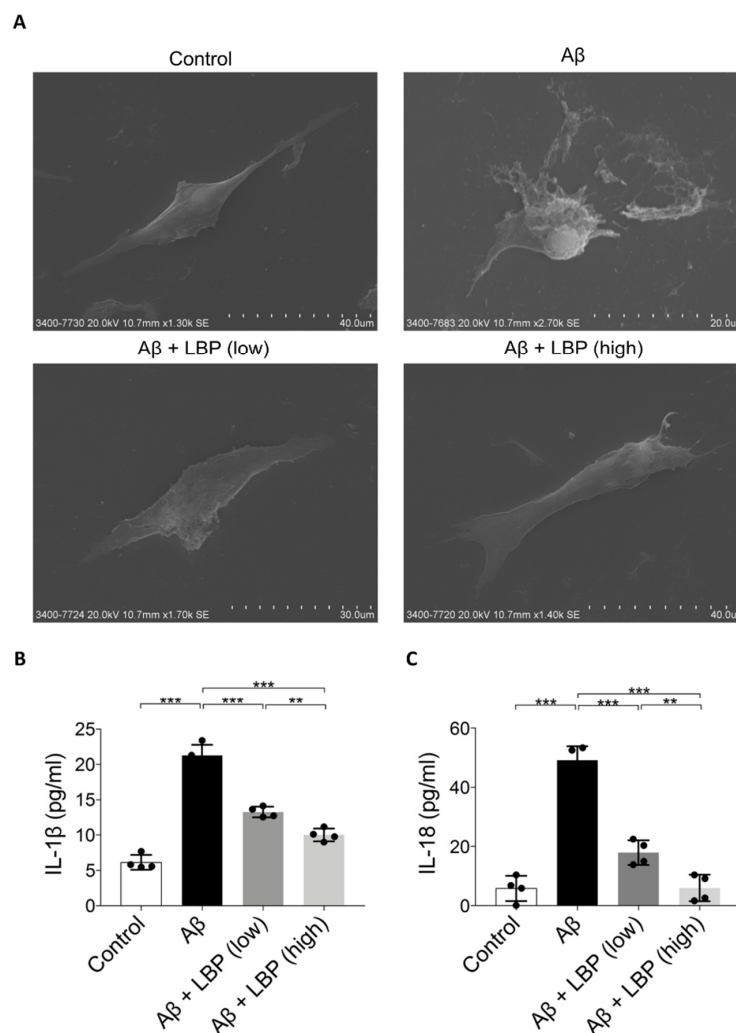 A
Control
Aβ
3400-7730 20.0kV 10.7mm x1.30k SE
40.0um
3400-7683 20.0kV 10.7mm x2.70k SE
20.0um
Aβ + LBP (low)
Aβ + LBP (high)
3400-7724 20.0kV 10.7mm x1.70k SE
30.0um
3400-7720 20.0kV 10.7mm x1.40k SE
40.0um
B
***
*** *** **
IL-1β (pg/ml)
25
20
15
10
5
0
Control
Aβ
Aβ + LBP (low)
Aβ + LBP (high)
C
***
*** *** **
IL-18 (pg/ml)
60
40
20
0
Control
Aβ
Aβ + LBP (low)
Aβ + LBP (high)